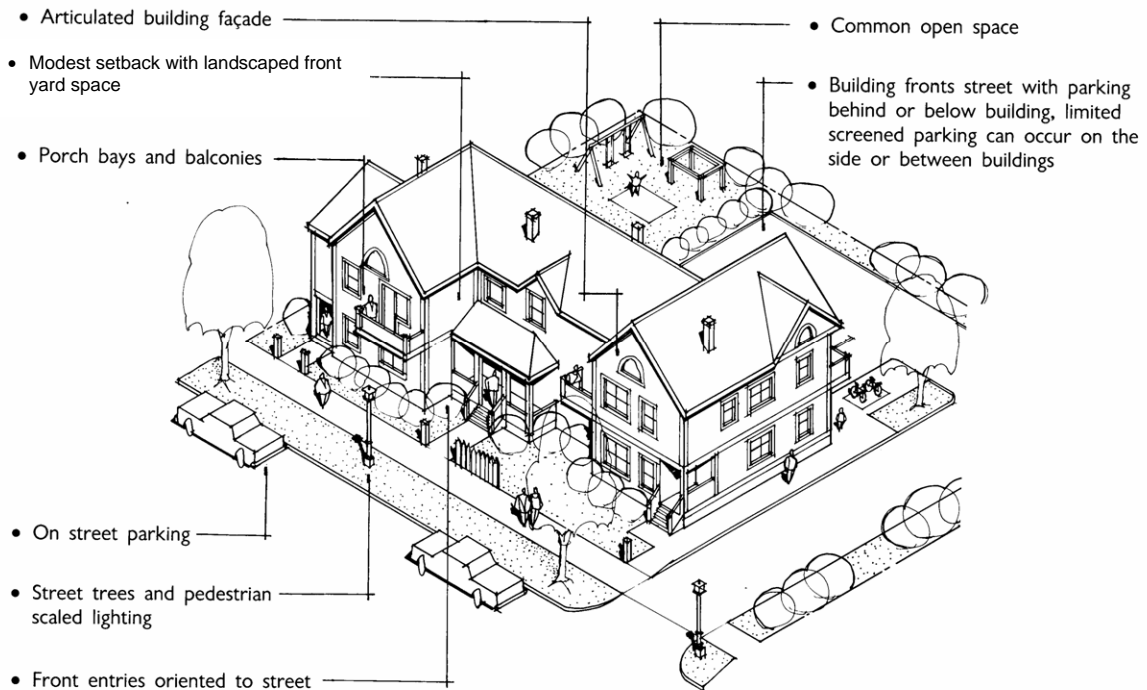 • Articulated building façade
• Modest setback with landscaped front
yard space
• Porch bays and balconies
• Common open space
• Building fronts street with parking
behind or below building, limited
screened parking can occur on the
side or between buildings
• On street parking
• Street trees and pedestrian
scaled lighting
• Front entries oriented to street